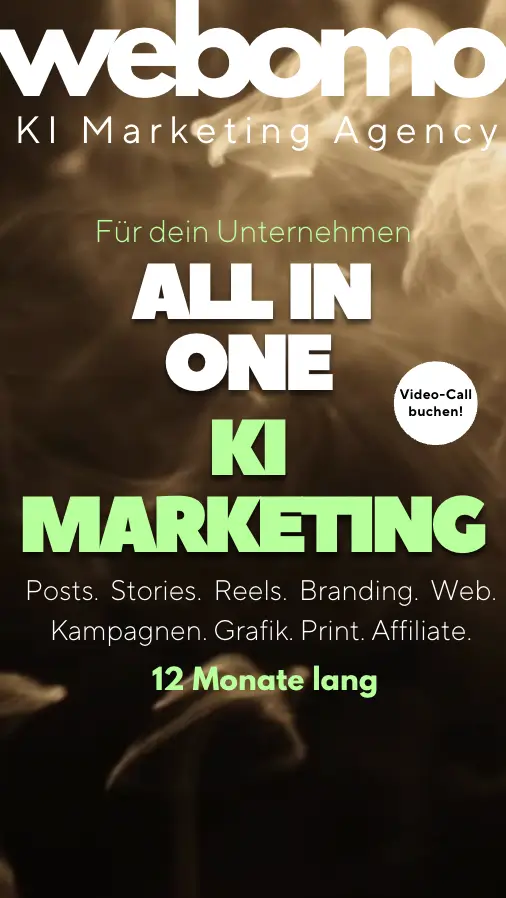 webomo
KI Marketing Agency
Für dein Unternehmen
ALL IN
ONE
Video-Call
buchen!
KI
MARKETING
Posts. Stories. Reels. Branding. Web.
Kampagnen. Grafik. Print. Affiliate.
12 Monate lang